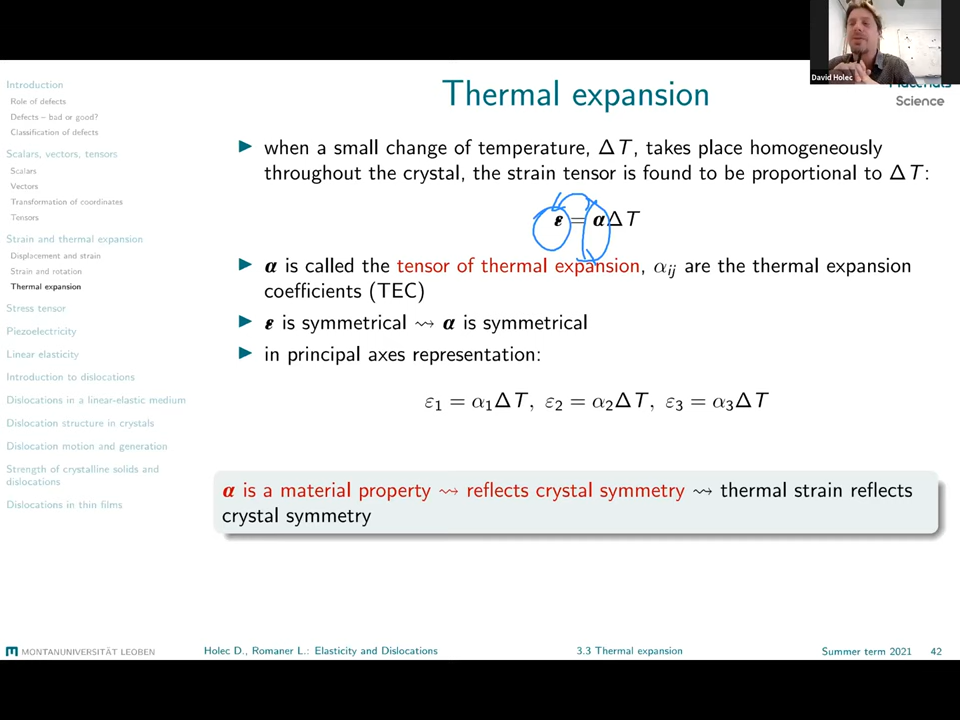 David Holec
Materials
Science
Introduction
Role of defects
Defects – bad or good?
Classification of defects
Scalars, vectors, tensors
Scalars
Vectors
Transformation of coordinates
Tensors
Strain and thermal expansion
Displacement and strain
Strain and rotation
Thermal expansion
Stress tensor
Piezoelectricity
Linear elasticity
Introduction to dislocations
Dislocations in a linear-elastic medium
Dislocation structure in crystals
Dislocation motion and generation
Strength of crystalline solids and
dislocations
Dislocations in thin films
Thermal expansion
▶ when a small change of temperature, ΔT, takes place homogeneously
throughout the crystal, the strain tensor is found to be proportional to ΔT:
ε = αΔT
▶ α is called the tensor of thermal expansion, αij are the thermal expansion
coefficients (TEC)
▶ ε is symmetrical ⇝ α is symmetrical
▶ in principal axes representation:
ε1 = α1ΔT, ε2 = α2ΔT, ε3 = α3ΔT
α is a material property ⇝ reflects crystal symmetry ⇝ thermal strain reflects
crystal symmetry
MONTANUNIVERSITÄT LEOBEN
Holec D., Romaner L.: Elasticity and Dislocations
3.3 Thermal expansion
Summer term 2021 42